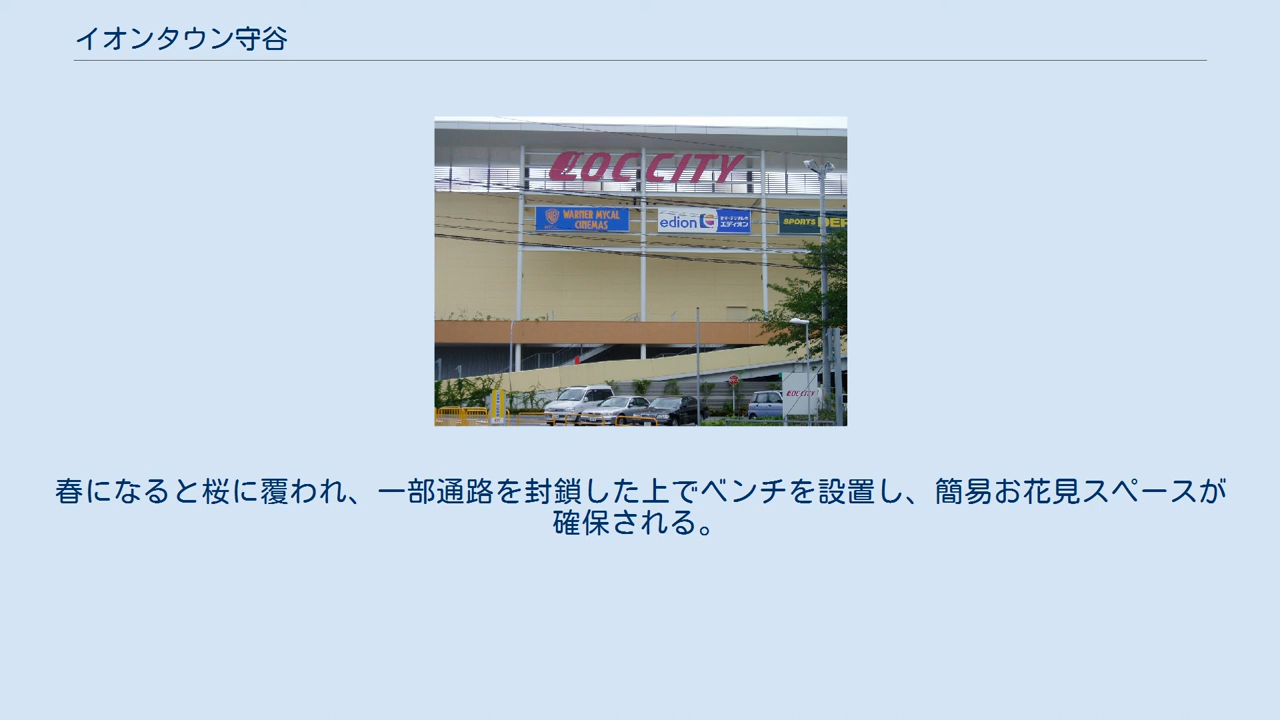 イオンタウン守谷
LOC CITY
WARNER MYCAL
CINEMAS
edion
エディオン
SPORTS DEP
LOC CITY
春になると桜に覆われ、一部通路を封鎖した上でベンチを設置し、簡易お花見スペースが
確保される。